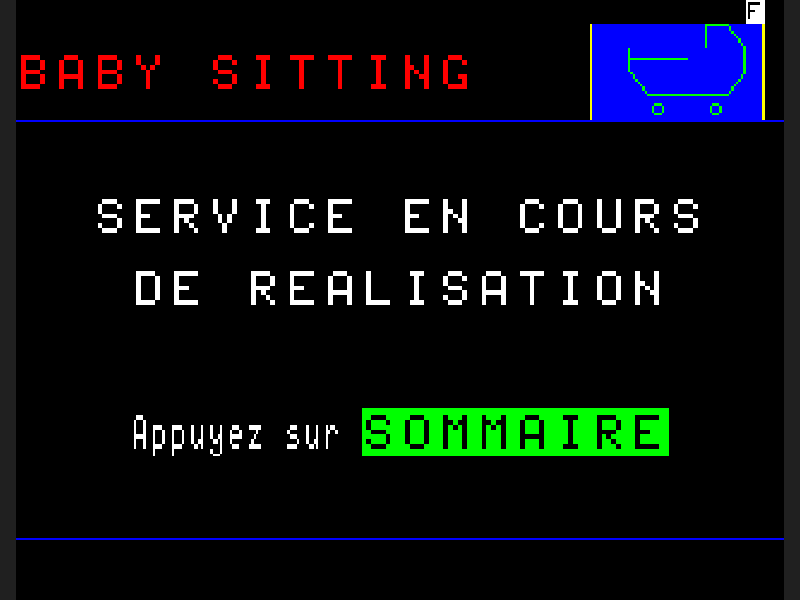 F
BABY SITTING
SERVICE EN COURS
DE REALISATION
Appuyez sur SOMMAIRE